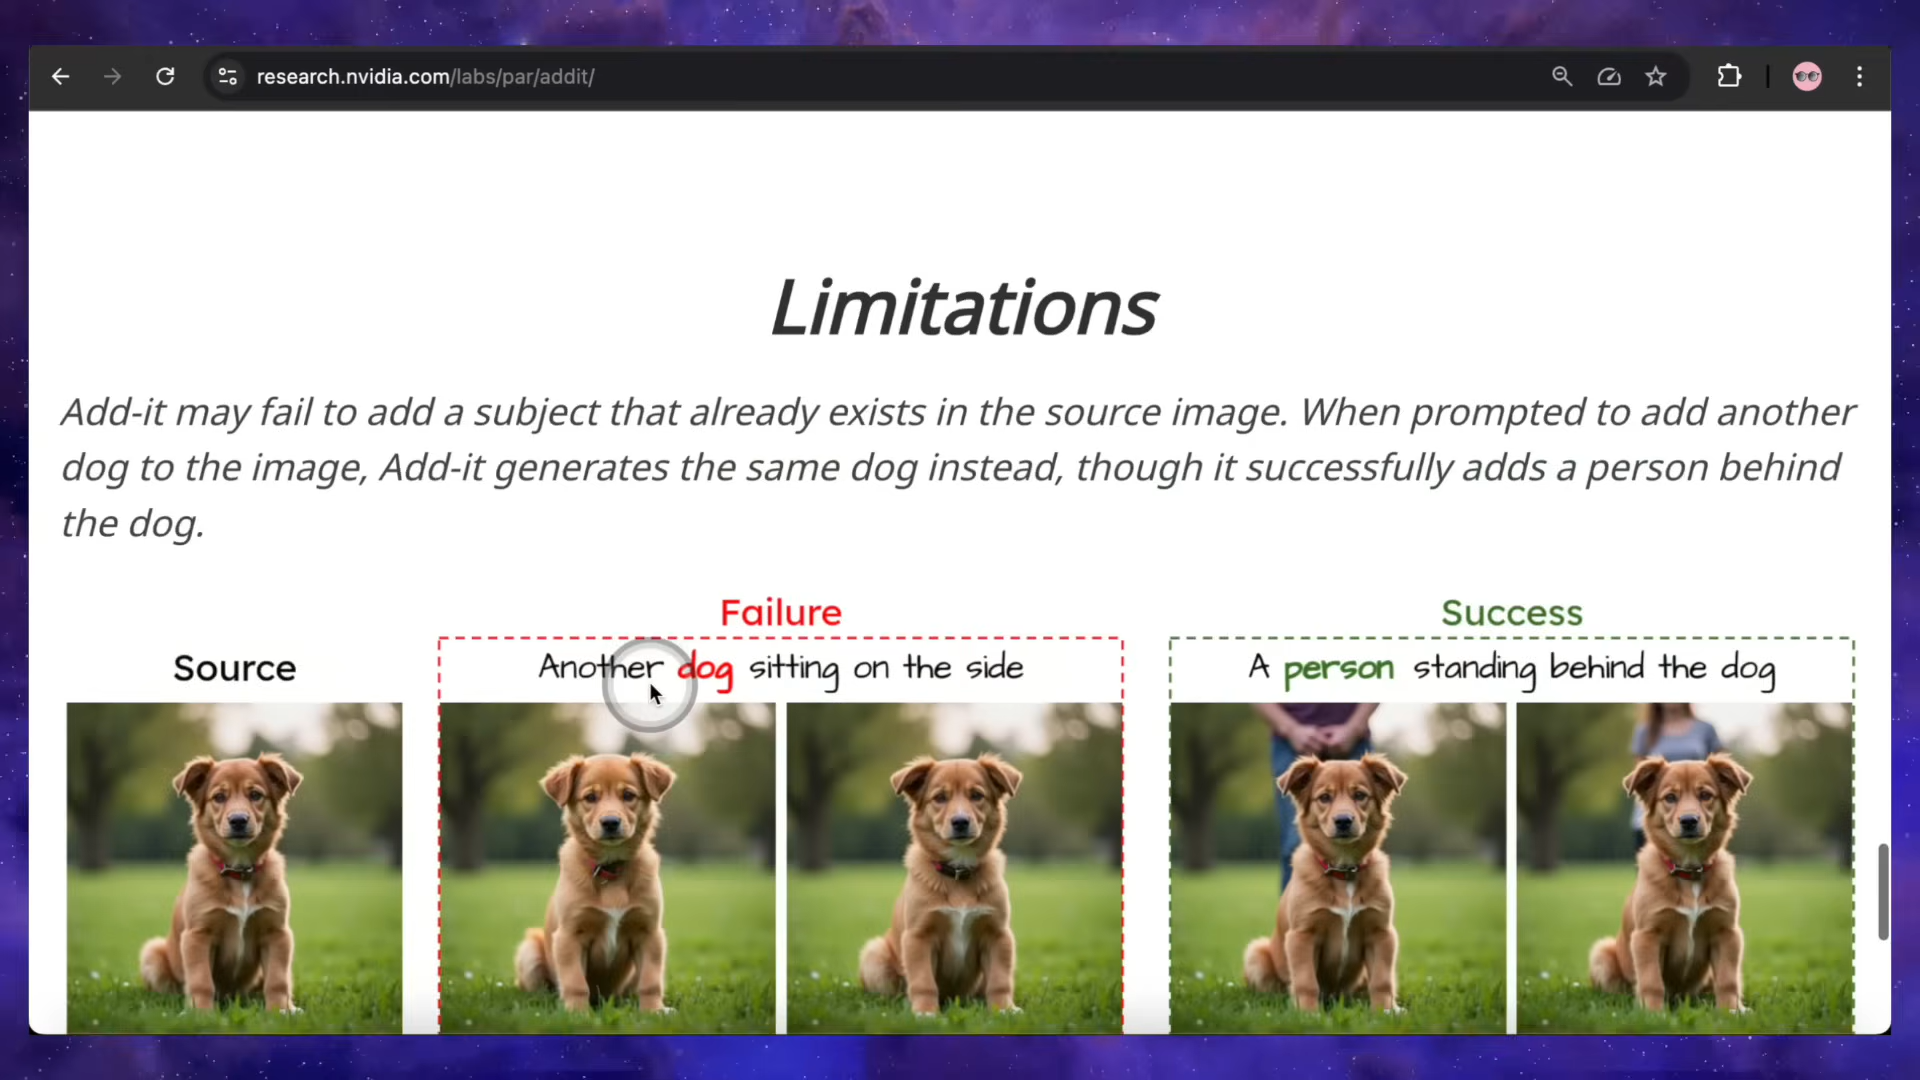 research.nvidia.com/labs/par/addit/
Limitations
Add-it may fail to add a subject that already exists in the source image. When prompted to add another
dog to the image, Add-it generates the same dog instead, though it successfully adds a person behind
the dog.
Failure
Success
Source
Another dog sitting on the side
A person standing behind the dog